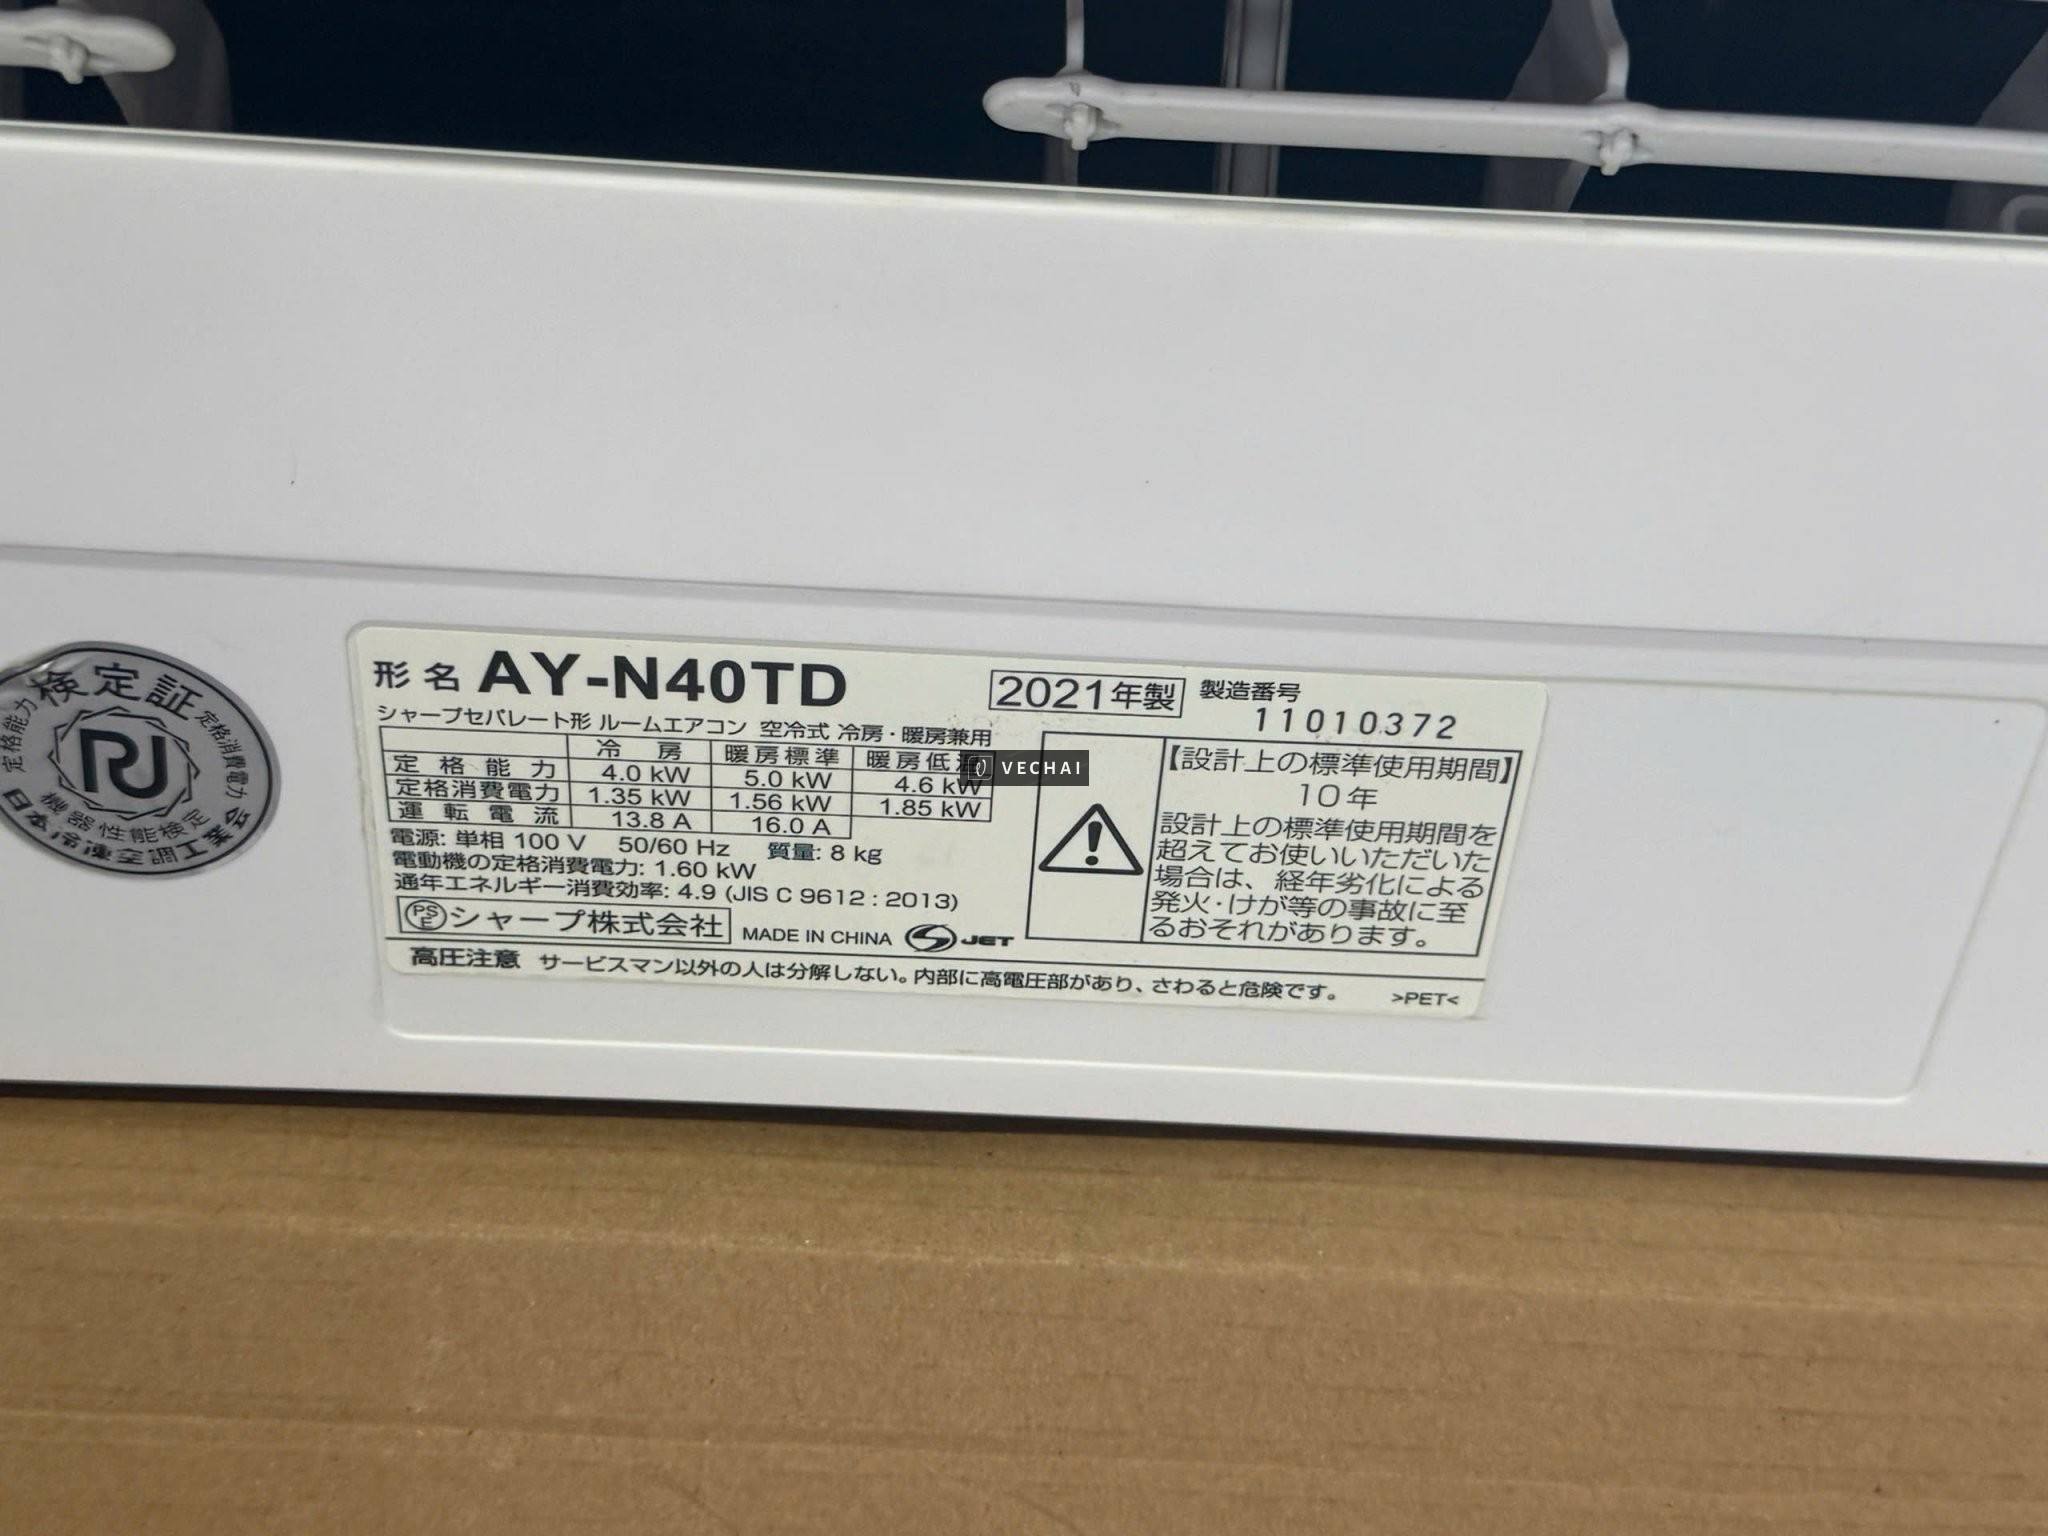 検定証
定格能力
定格消費電力
機器性能検定
日本冷凍空調工業会
形名 AY-N40TD
2021年製 製造番号
11010372
シャープセパレート形 ルームエアコン 空冷式 冷房・暖房兼用
冷房 暖房標準 暖房低温
定格能力 4.0 kW 5.0 kW 4.6 kW
定格消費電力 1.35 kW 1.56 kW 1.85 kW
運転電流 13.8 A 16.0 A
電源: 単相 100 V 50/60 Hz 質量: 8 kg
電動機の定格消費電力: 1.60 kW
通年エネルギー消費効率: 4.9 (JIS C 9612 : 2013)
PSE シャープ株式会社 MADE IN CHINA JET
【設計上の標準使用期間】
10年
設計上の標準使用期間を
超えてお使いいただいた
場合は、経年劣化による
発火・けが等の事故に至
るおそれがあります。
高圧注意 サービスマン以外の人は分解しない。内部に高電圧部があり、さわると危険です。 >PET<
VECHAI